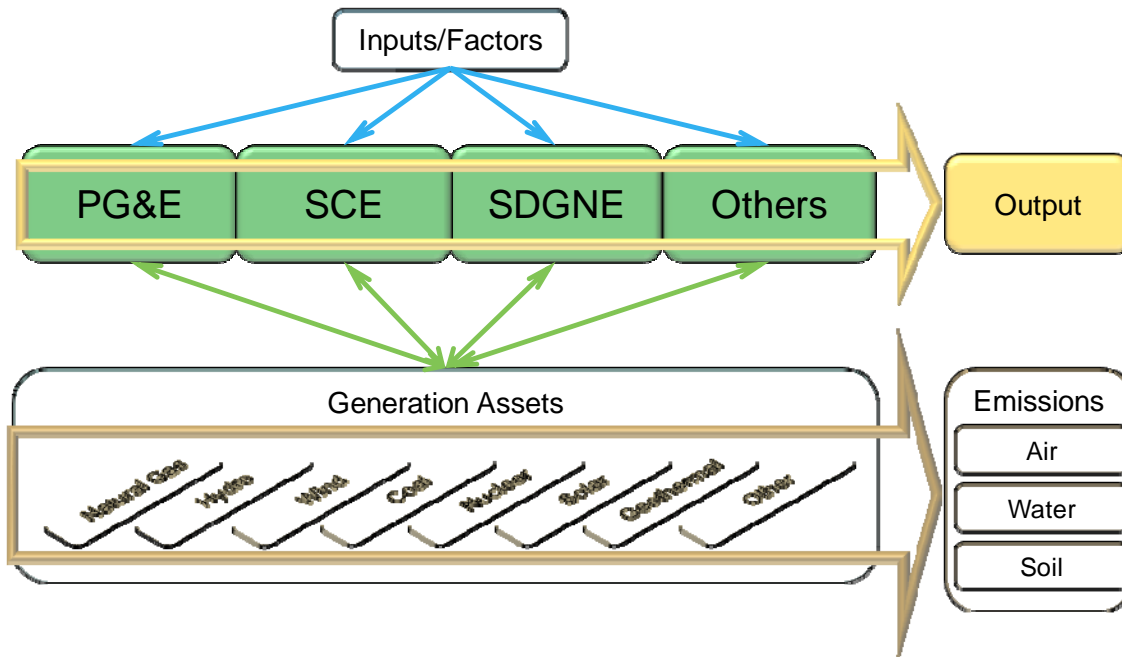 Inputs/Factors
PG&E SCE SDGNE Others
Output
Generation Assets
Natural Gas Hydro Wind Coal Nuclear Solar Geothermal Other
Emissions
Air
Water
Soil